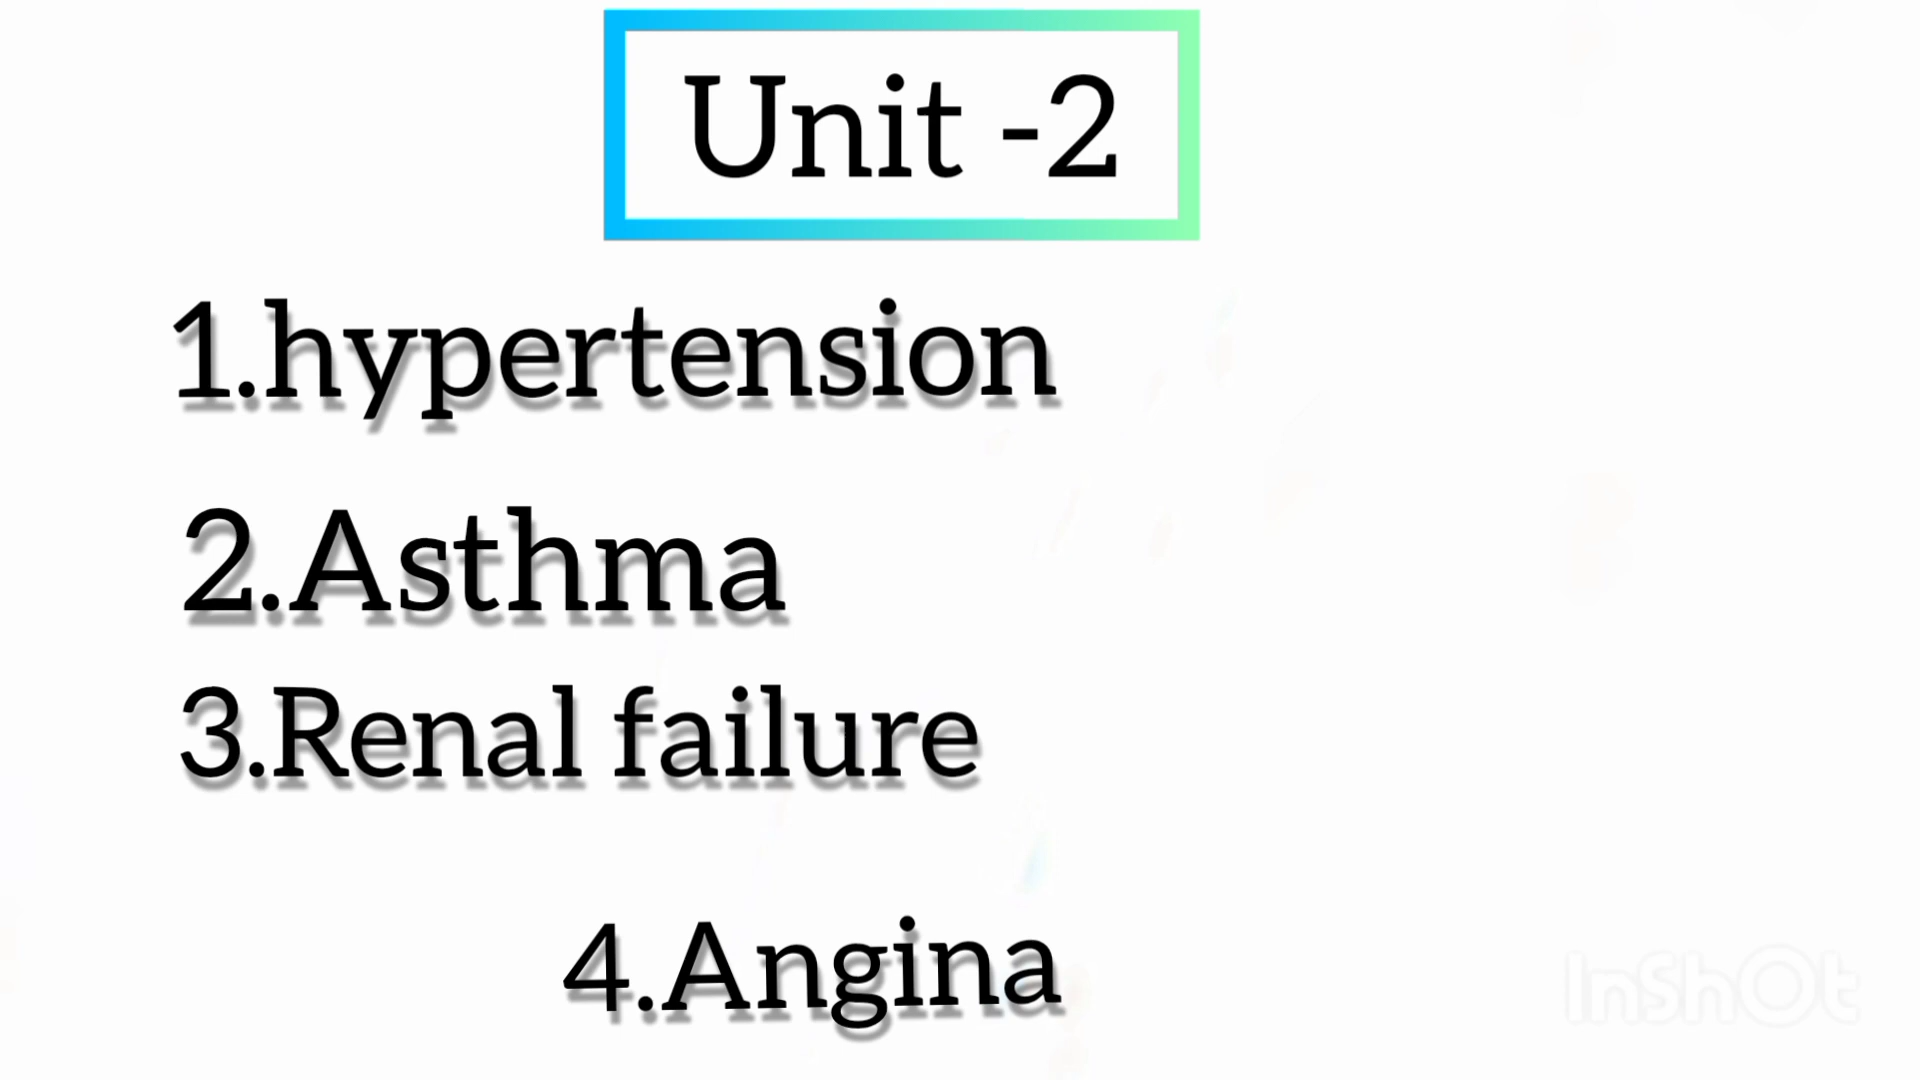 Unit -2
1.hypertension
2.Asthma
3.Renal failure
4.Angina
InShOt